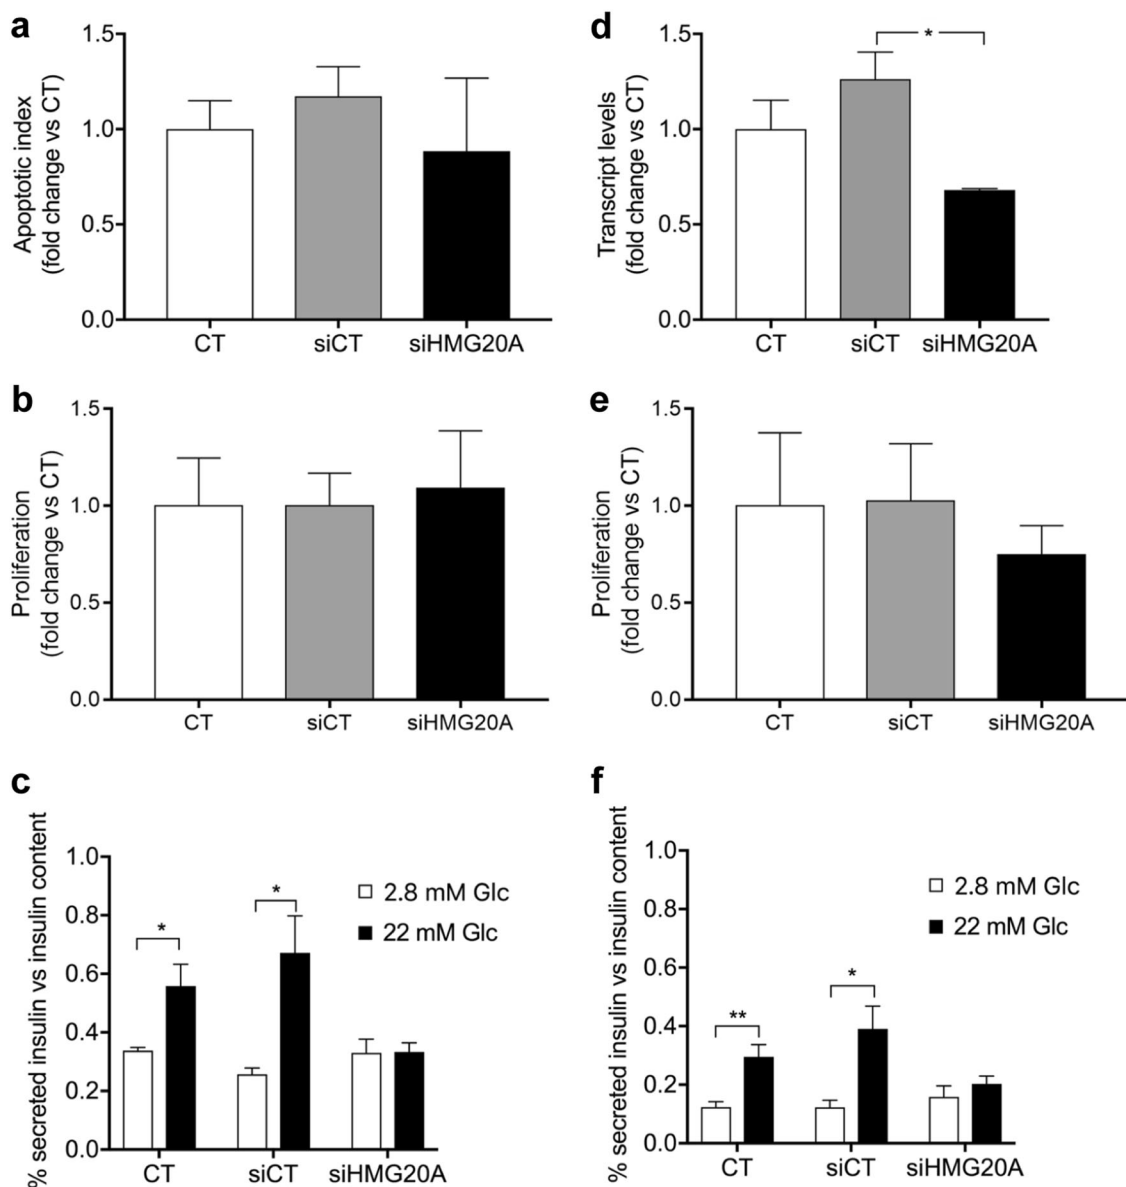 a
Apoptotic index
(fold change vs CT)
1.5
1.0
0.5
0.0
CT siCT siHMG20A
d
Transcript levels
(fold change vs CT)
1.5
1.0
0.5
0.0
*
CT siCT siHMG20A
b
Proliferation
(fold change vs CT)
1.5
1.0
0.5
0.0
CT siCT siHMG20A
e
Proliferation
(fold change vs CT)
1.5
1.0
0.5
0.0
CT siCT siHMG20A
c
% secreted insulin vs insulin content
1.0
0.8
0.6
0.4
0.2
0.0
* *
2.8 mM Glc
22 mM Glc
CT siCT siHMG20A
f
% secreted insulin vs insulin content
1.0
0.8
0.6
0.4
0.2
0.0
** *
2.8 mM Glc
22 mM Glc
CT siCT siHMG20A